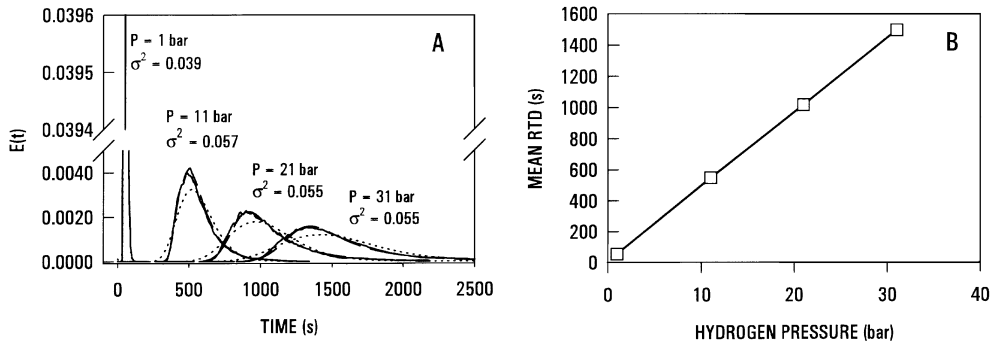 A
E(t)
0.0396
0.0395
0.0394
0.0040
0.0020
0.0000
P = 1 bar
σ² = 0.039
P = 11 bar
σ² = 0.057
P = 21 bar
σ² = 0.055
P = 31 bar
σ² = 0.055
0 500 1000 1500 2000 2500
TIME (s)
B
MEAN RTD (s)
1600
1400
1200
1000
800
600
400
200
0
0 10 20 30 40
HYDROGEN PRESSURE (bar)